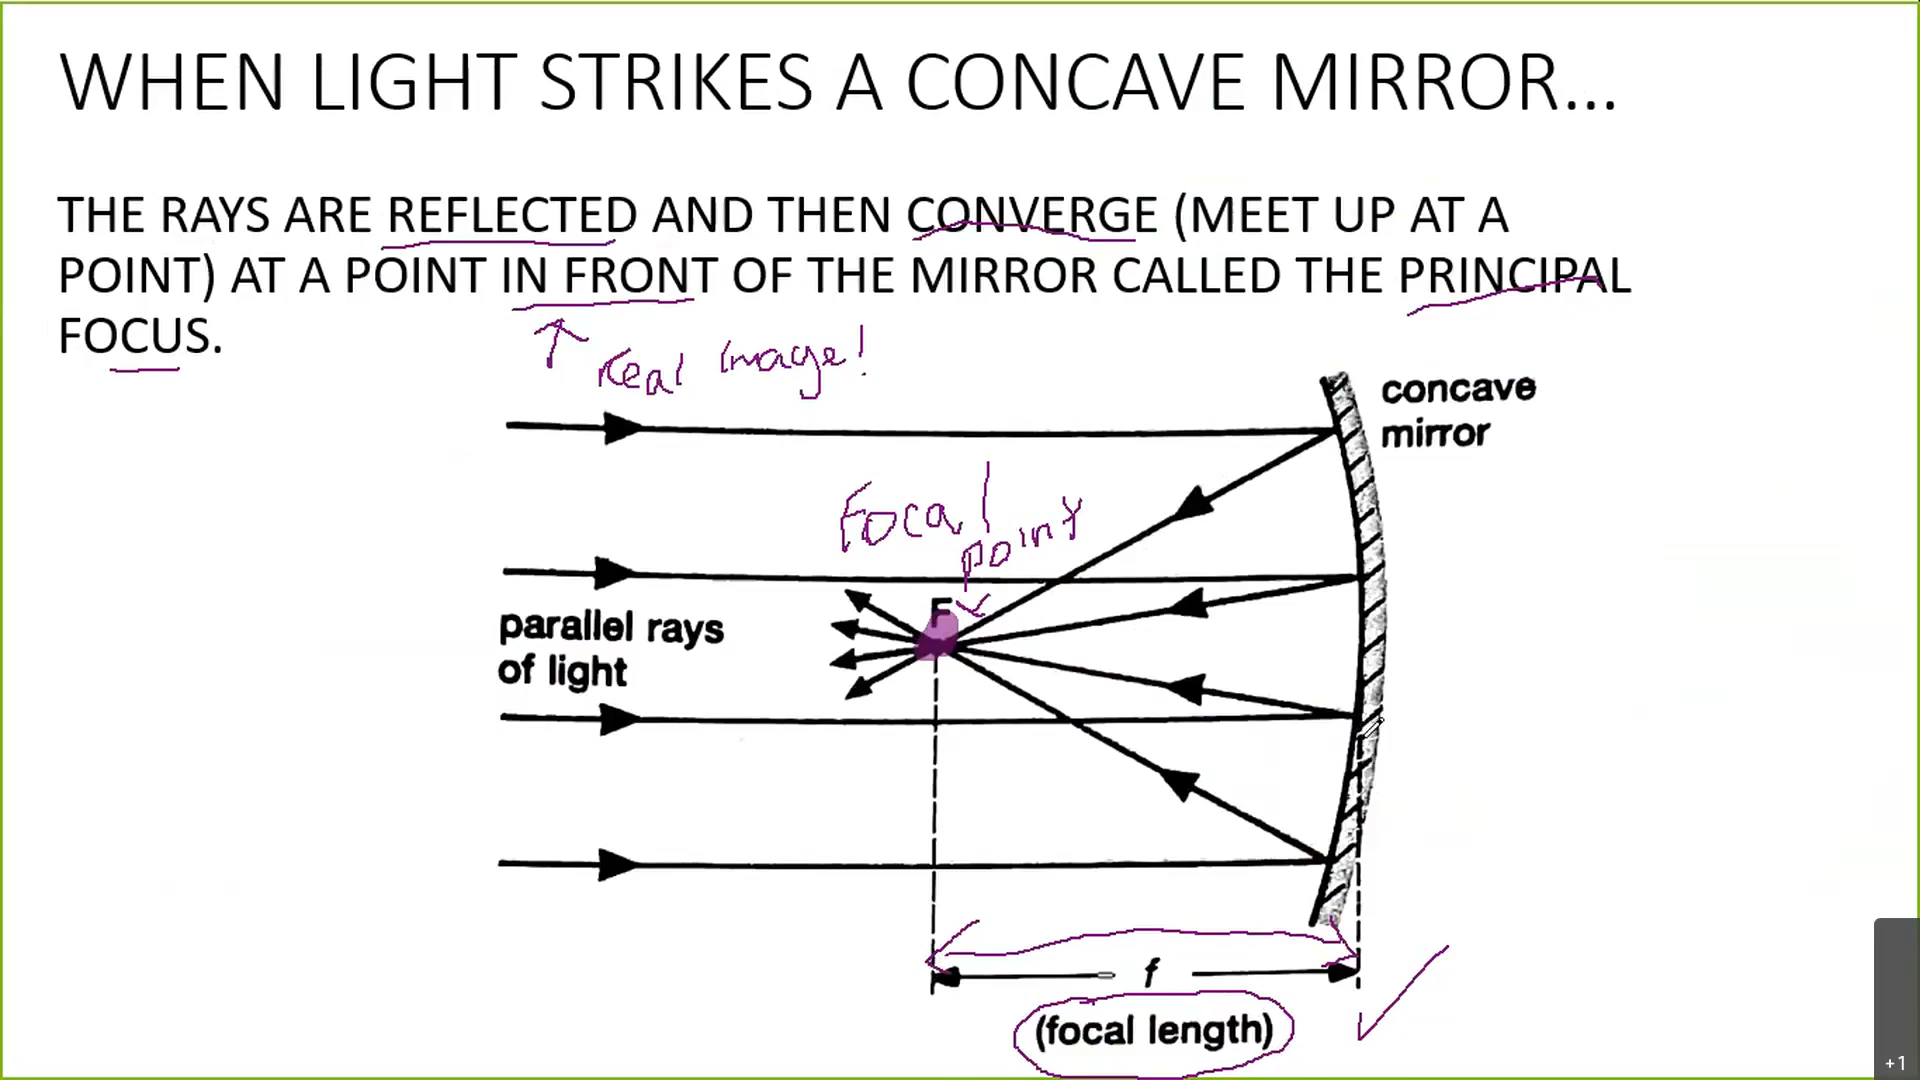 WHEN LIGHT STRIKES A CONCAVE MIRROR...
THE RAYS ARE REFLECTED AND THEN CONVERGE (MEET UP AT A
POINT) AT A POINT IN FRONT OF THE MIRROR CALLED THE PRINCIPAL
FOCUS.
real image!
concave
mirror
Focal
point
F
parallel rays
of light
f
(focal length)
+1